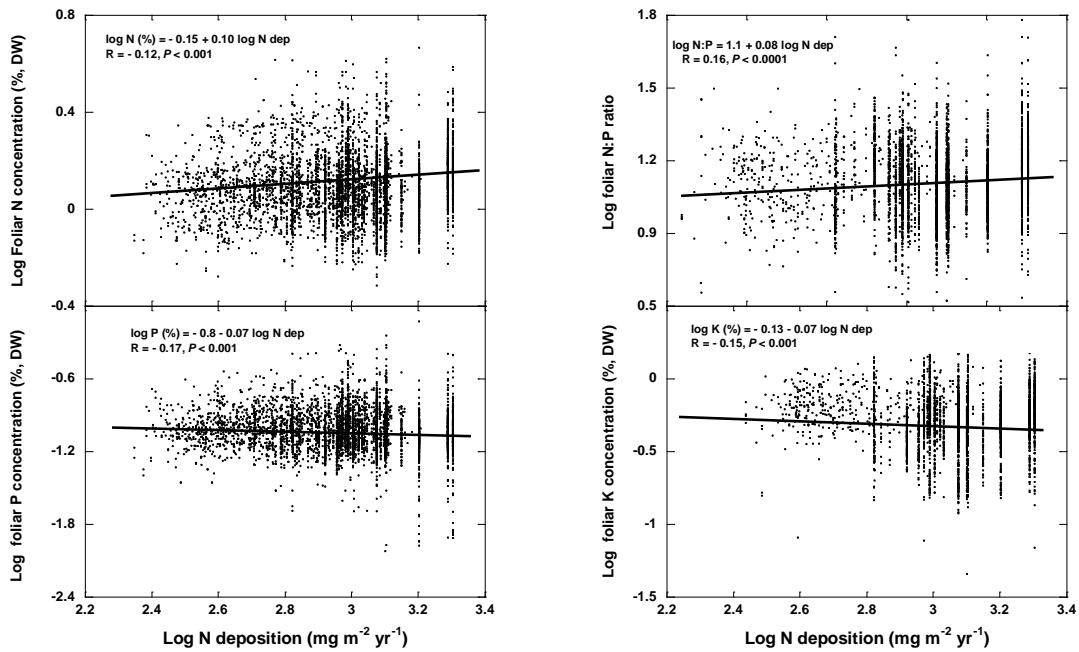 log N (%) = - 0.15 + 0.10 log N dep
R = - 0.12, P < 0.001
Log Foliar N concentration (%, DW)
0.8
0.4
0
-0.4
log N:P = 1.1 + 0.08 log N dep
R = 0.16, P < 0.0001
Log foliar N:P ratio
1.8
1.5
1.2
0.9
0.5
log P (%) = - 0.8 - 0.07 log N dep
R = - 0.17, P < 0.001
Log foliar P concentration (%, DW)
-0.6
-1.2
-1.8
-2.4
2.2 2.4 2.6 2.8 3 3.2 3.4
Log N deposition (mg m⁻² yr⁻¹)
log K (%) = - 0.13 - 0.07 log N dep
R = - 0.15, P < 0.001
Log foliar K concentration (%, DW)
0
-0.5
-1
-1.5
2.2 2.4 2.6 2.8 3 3.2 3.4
Log N deposition (mg m⁻² yr⁻¹)